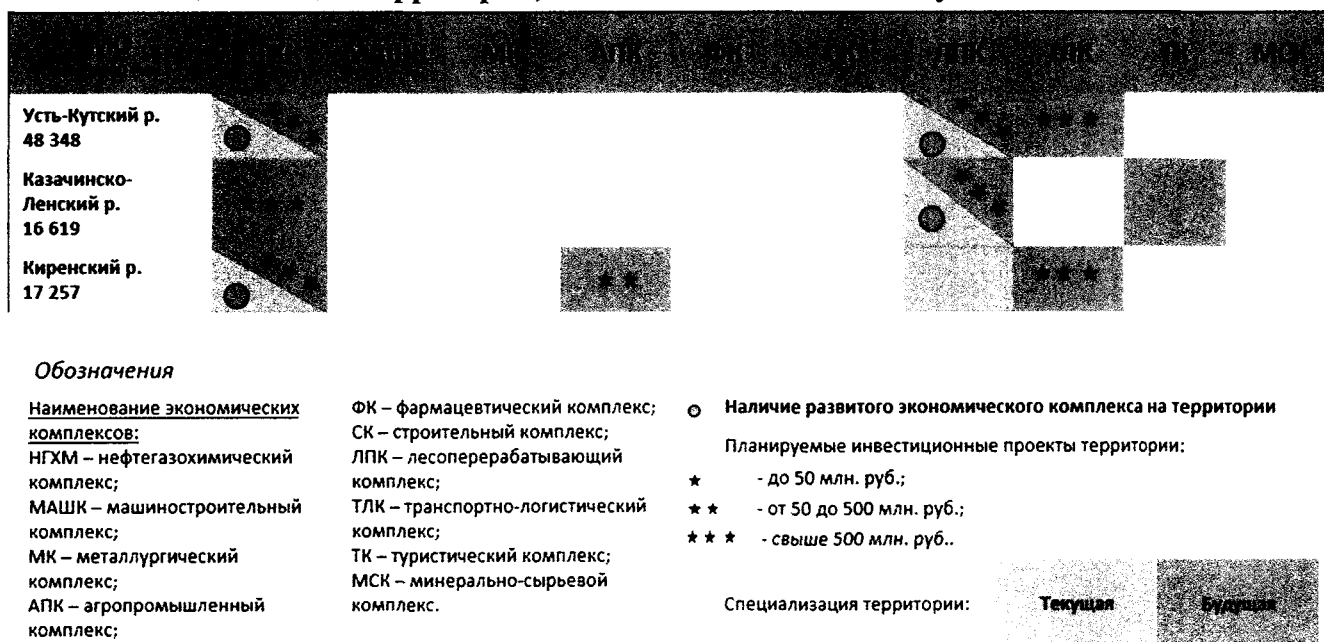 АПК
ЛПК
Усть-Кутский р.
48 348
Казачинско-
Ленский р.
16 619
Киренский р.
17 257
Обозначения
Наименование экономических
комплексов:
НГХМ – нефтегазохимический
комплекс;
МАШК – машиностроительный
комплекс;
МК – металлургический
комплекс;
АПК – агропромышленный
комплекс;
ФК – фармацевтический комплекс;
СК – строительный комплекс;
ЛПК – лесоперерабатывающий
комплекс;
ТЛК – транспортно-логистический
комплекс;
ТК – туристический комплекс;
МСК – минерально-сырьевой
комплекс.
Наличие развитого экономического комплекса на территории
Планируемые инвестиционные проекты территории:
★ - до 50 млн. руб.;
★ ★ - от 50 до 500 млн. руб.;
★ ★ ★ - свыше 500 млн. руб..
Специализация территории:
Текущая
Будущая